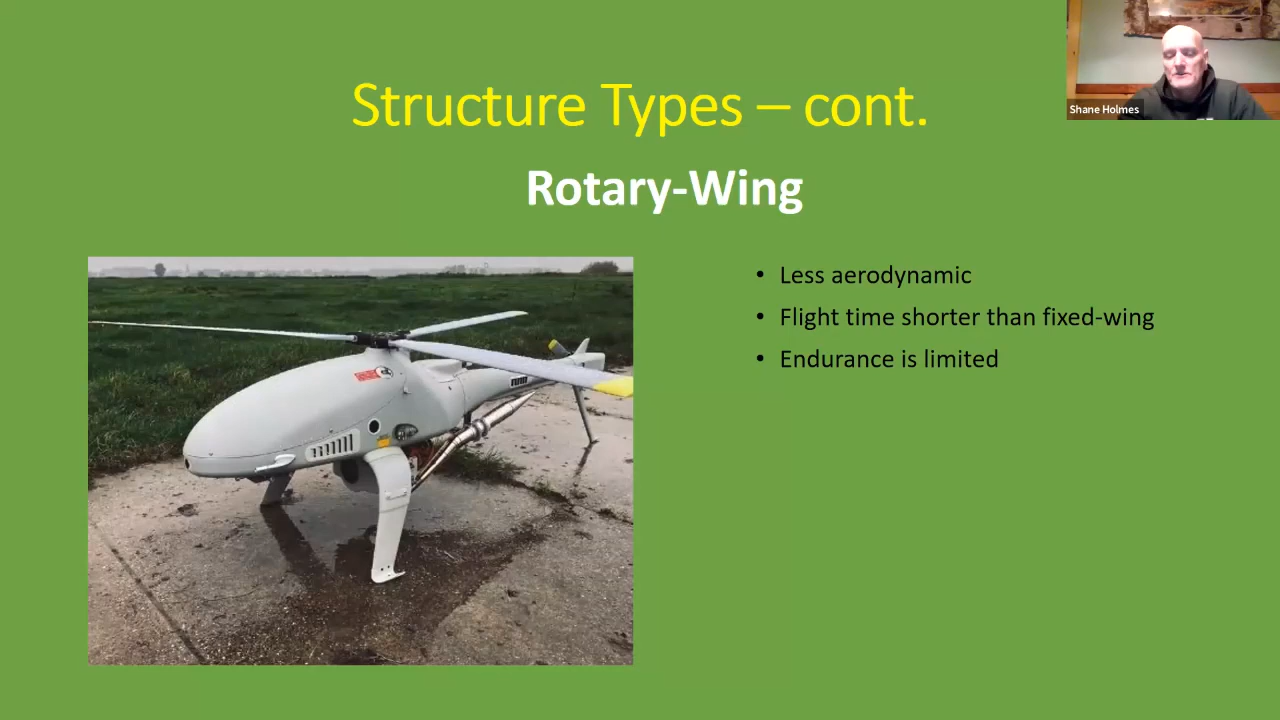 Structure Types – cont.
Shane Holmes
Rotary-Wing
• Less aerodynamic
• Flight time shorter than fixed-wing
• Endurance is limited